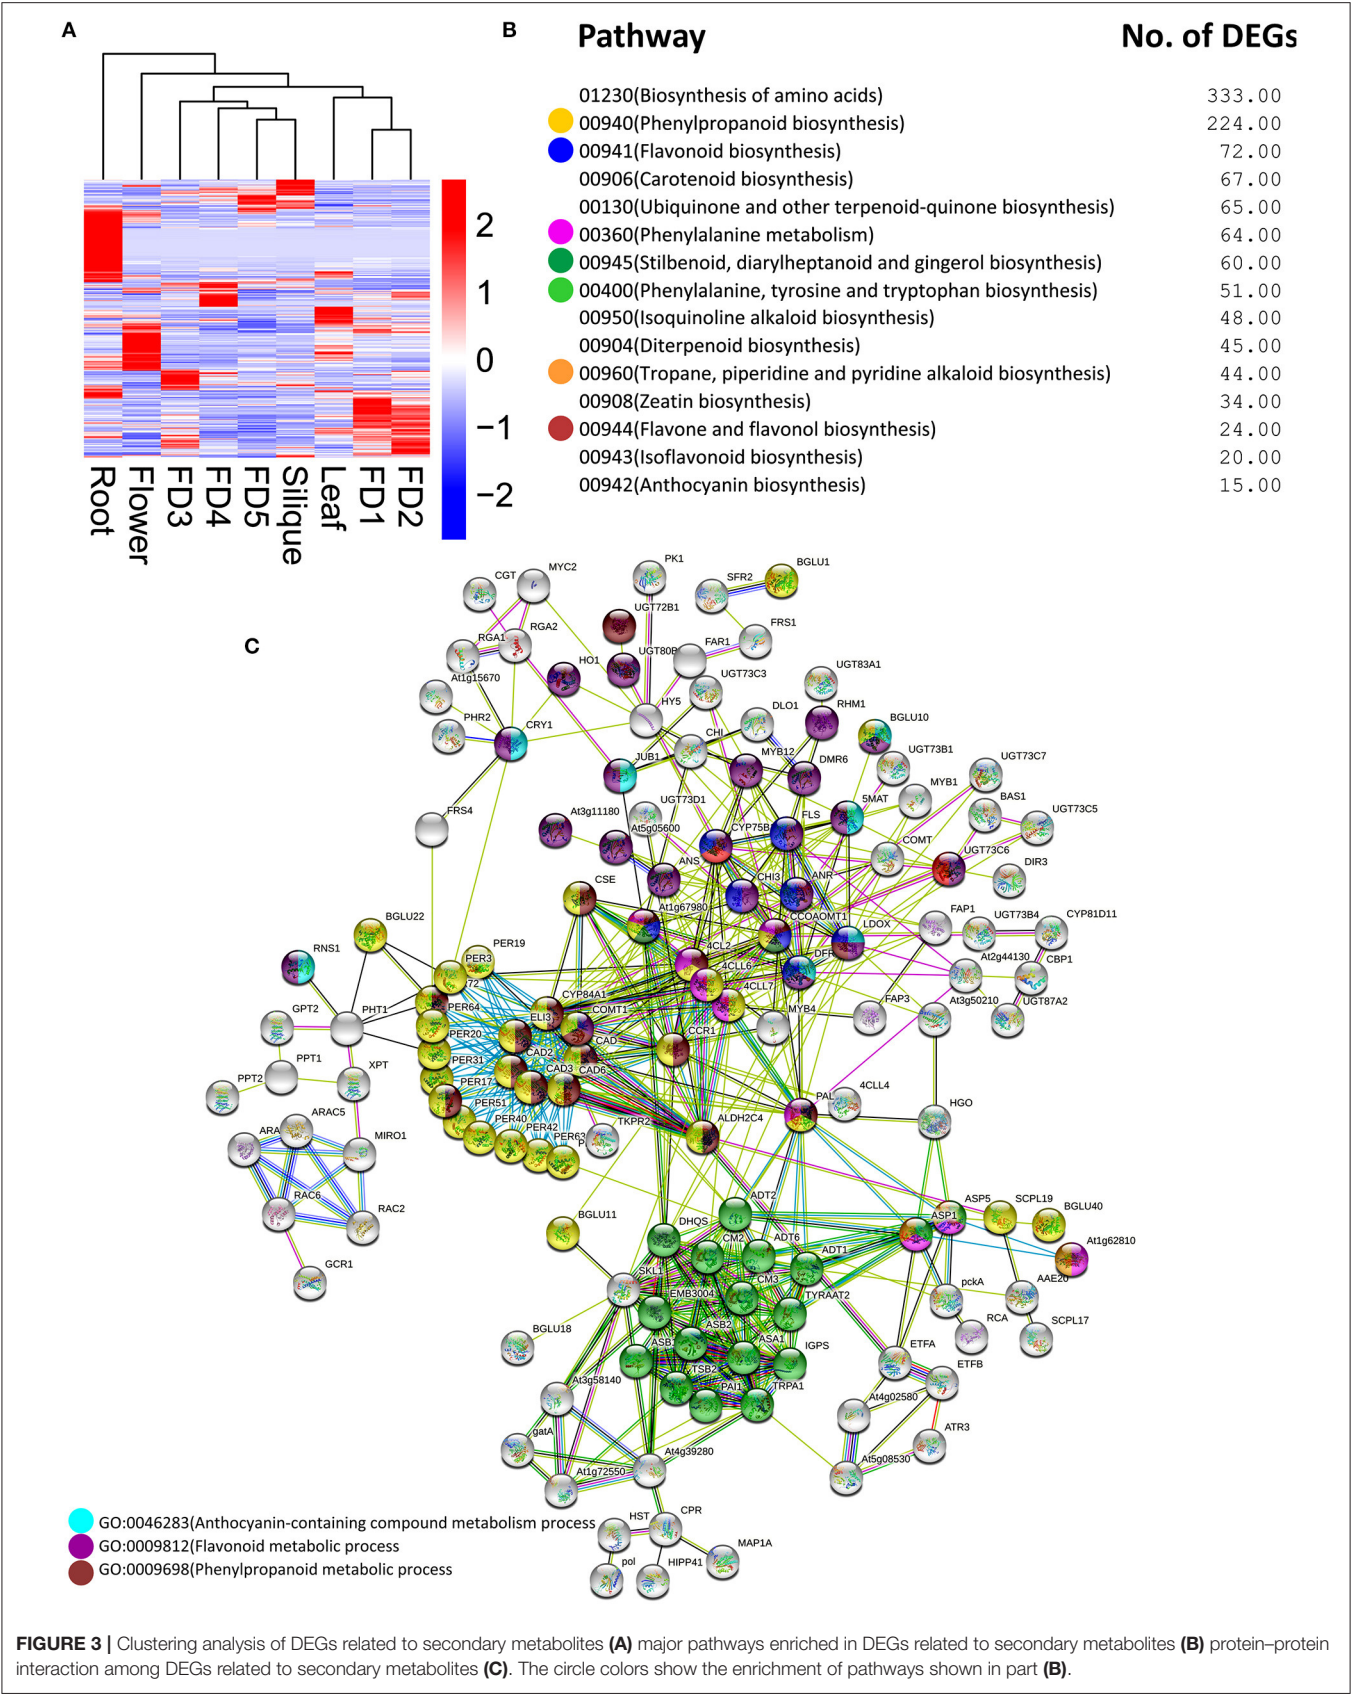 A
B
Pathway No. of DEGs
01230(Biosynthesis of amino acids) 333.00
00940(Phenylpropanoid biosynthesis) 224.00
00941(Flavonoid biosynthesis) 72.00
00906(Carotenoid biosynthesis) 67.00
00130(Ubiquinone and other terpenoid-quinone biosynthesis) 65.00
00360(Phenylalanine metabolism) 64.00
00945(Stilbenoid, diarylheptanoid and gingerol biosynthesis) 60.00
00400(Phenylalanine, tyrosine and tryptophan biosynthesis) 51.00
00950(Isoquinoline alkaloid biosynthesis) 48.00
00904(Diterpenoid biosynthesis) 45.00
00960(Tropane, piperidine and pyridine alkaloid biosynthesis) 44.00
00908(Zeatin biosynthesis) 34.00
00944(Flavone and flavonol biosynthesis) 24.00
00943(Isoflavonoid biosynthesis) 20.00
00942(Anthocyanin biosynthesis) 15.00
2
1
0
−1
−2
Root
Flower
FD3
FD4
FD5
Sillique
Leaf
FD1
FD2
C
CGT
MYC2
PK1
SFR2
BGLU1
UGT72B1
FRS1
RGA1
RGA2
HO1
UGT80B
FAR1
At1g15670
UGT73C3
UGT83A1
PHR2
CRY1
HY5
DLO1
RHM1
BGLU10
JUB1
CHI
MYB12
DMR6
UGT73B1
UGT73C7
MYB1
FRS4
At3g11180
UGT73D1
At5g05600
CYP75B
FLS
5MAT
BAS1
UGT73C5
COMT
UGT73C6
DIR3
ANS
CSE
CHI3
ANR
At1g67980
CCOAOMT1
LDOX
FAP1
UGT73B4
CYP81D11
BGLU22
RNS1
PER19
PER3
72
4CL2
4CLL6
4CLL7
DFR
At2g44130
CBP1
GPT2
PHT1
PER64
CYP84A1
ELI3
COMT1
MYB4
FAP3
At3g50210
UGT87A2
PER20
CAD
CCR1
PPT1
XPT
PER31
CAD2
PPT2
CAD3
CAD6
PER17
PAL
4CLL4
HGO
ARAC5
ARA
MIRO1
PER51
PER40
PER42
PER63
P
TKPR2
ALDH2C4
RAC6
RAC2
GCR1
BGLU11
ADT2
ASP5
SCPL19
BGLU40
DHQS
ASP1
At1g62810
CM2
ADT6
ADT1
SKL1
CM3
EMB3004
TYRAAT2
pckA
AAE20
RCA
SCPL17
BGLU18
ASB
ASB2
ASA1
IGPS
ETFA
ETFB
TSB2
PAI1
TRPA1
At3g58140
At4g02580
gatA
At4g39280
ATR3
At1g72550
At5g08530
HST
CPR
MAP1A
pol
HIPP41
GO:0046283(Anthocyanin-containing compound metabolism process
GO:0009812(Flavonoid metabolic process
GO:0009698(Phenylpropanoid metabolic process
FIGURE 3 | Clustering analysis of DEGs related to secondary metabolites (A) major pathways enriched in DEGs related to secondary metabolites (B) protein–protein
interaction among DEGs related to secondary metabolites (C). The circle colors show the enrichment of pathways shown in part (B).